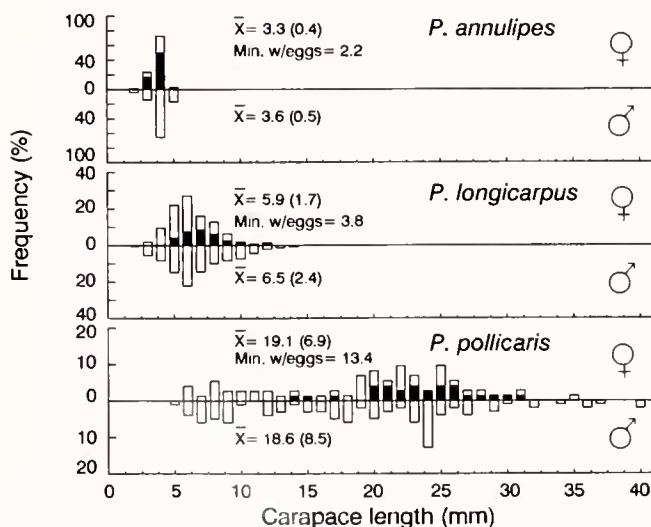 100
80
40
0
40
80
100
X̄ = 3.3 (0.4)
Min. w/eggs = 2.2
P. annulipes
♀
X̄ = 3.6 (0.5)
♂
40
20
0
20
40
X̄ = 5.9 (1.7)
Min. w/eggs = 3.8
P. longicarpus
♀
X̄ = 6.5 (2.4)
♂
20
10
0
10
20
X̄ = 19.1 (6.9)
Min. w/eggs = 13.4
P. pollicaris
♀
X̄ = 18.6 (8.5)
♂
Frequency (%)
0 5 10 15 20 25 30 35 40
Carapace length (mm)